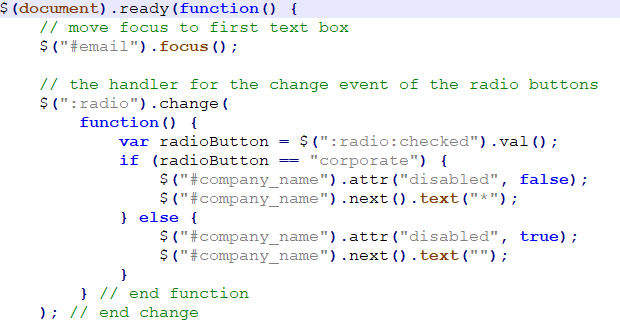 $(document).ready(function() {
    // move focus to first text box
    $("#email").focus();

    // the handler for the change event of the radio buttons
    $(":radio").change(
        function() {
            var radioButton = $(":radio:checked").val();
            if (radioButton == "corporate") {
                $("#company_name").attr("disabled", false);
                $("#company_name").next().text("*");
            } else {
                $("#company_name").attr("disabled", true);
                $("#company_name").next().text("");
            }
        } // end function
    ); // end change